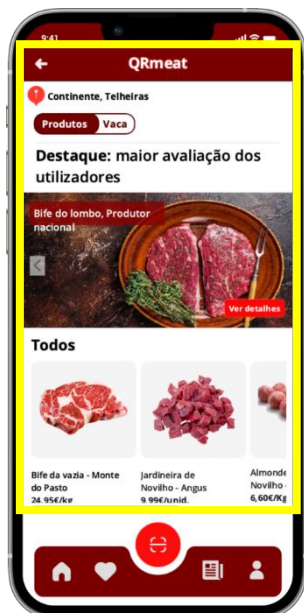 9:41
QRmeat
Continente, Telheiras
Produtos
Vaca
Destaque: maior avaliação dos
utilizadores
Bife do lombo, Produtor
nacional
Ver detalhes
Todos
Bife da vazia - Monte
do Pasto
24,95€/kg
Jardineira de
Novilho - Angus
9,99€/unid.
Almonde
Novilho -
6,60€/Kg